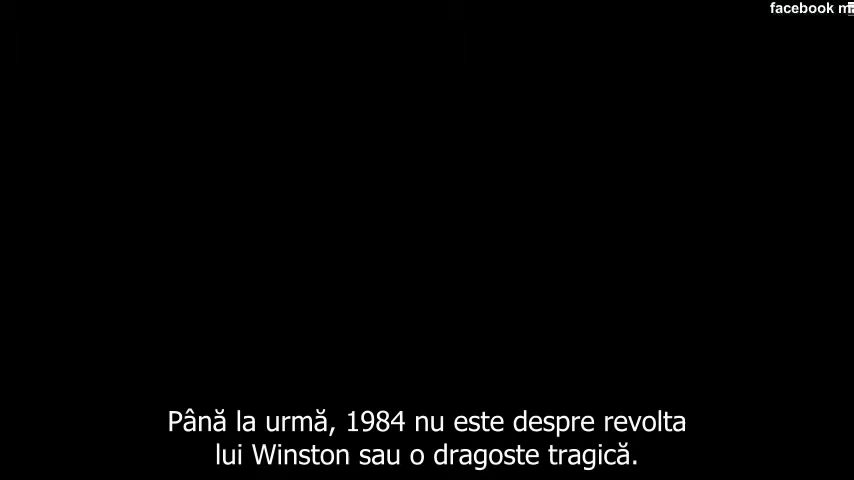 facebook
Până la urmă, 1984 nu este despre revolta
lui Winston sau o dragoste tragică.